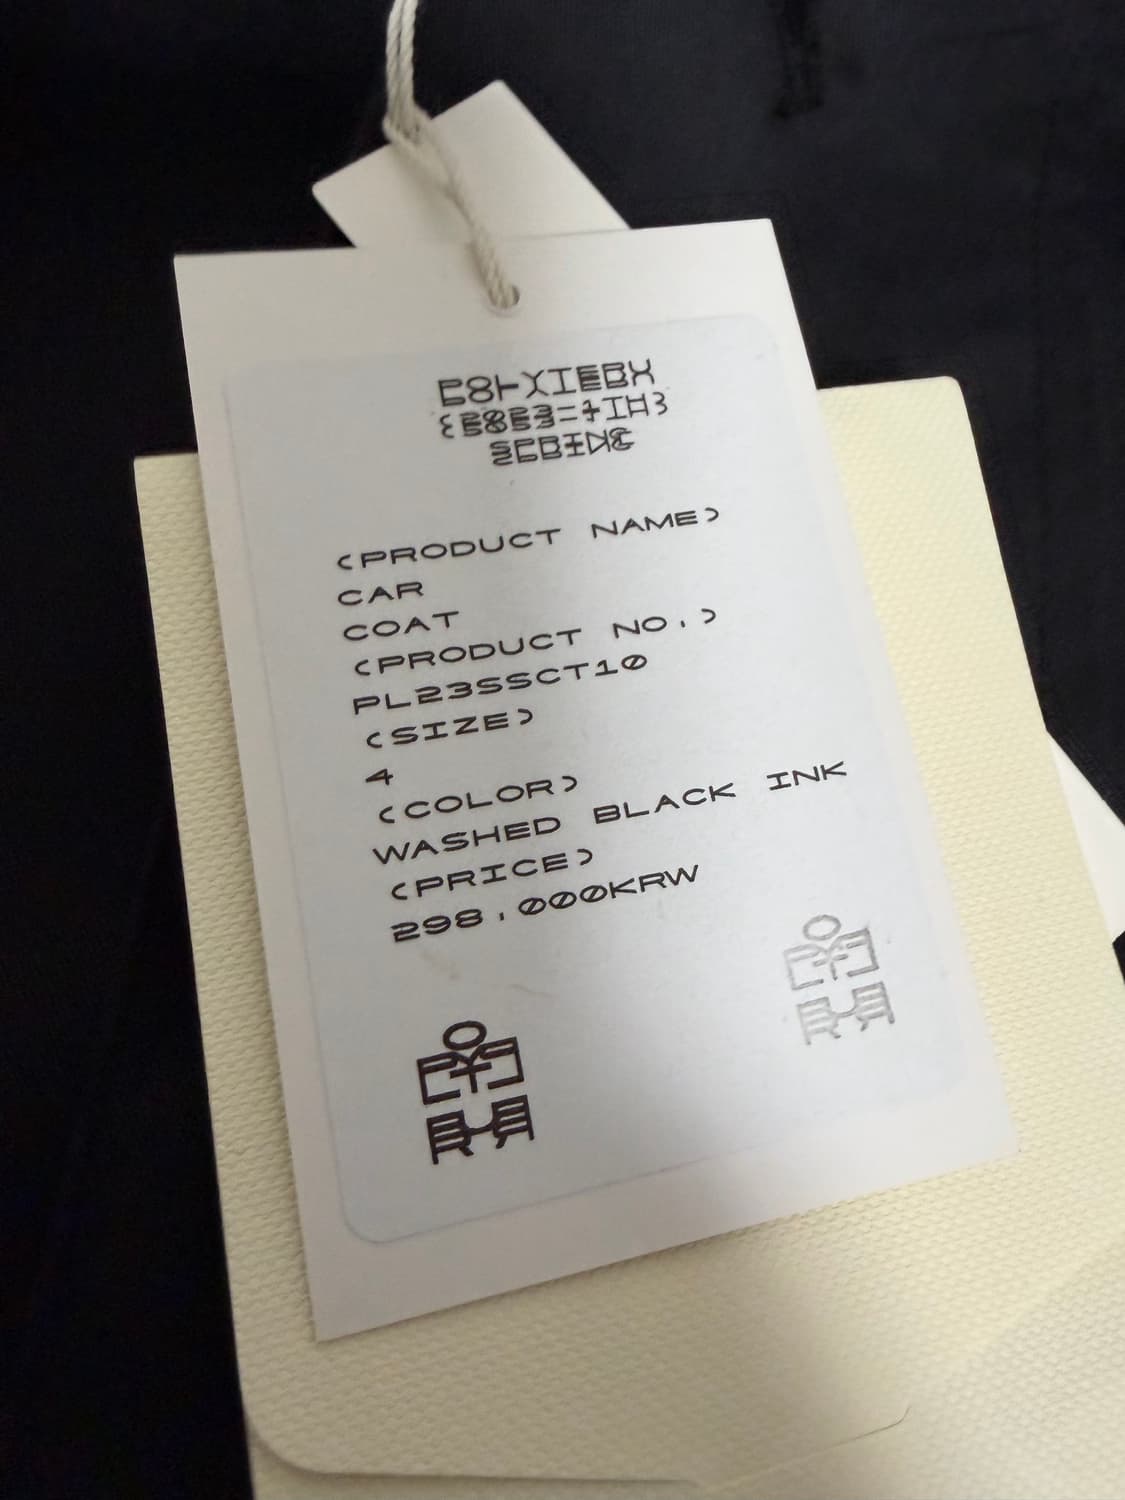 <PRODUCT NAME>
CAR
COAT
<PRODUCT NO.>
PL23SSCT10
<SIZE>
4
<COLOR>
WASHED BLACK INK
<PRICE>
298,000KRW